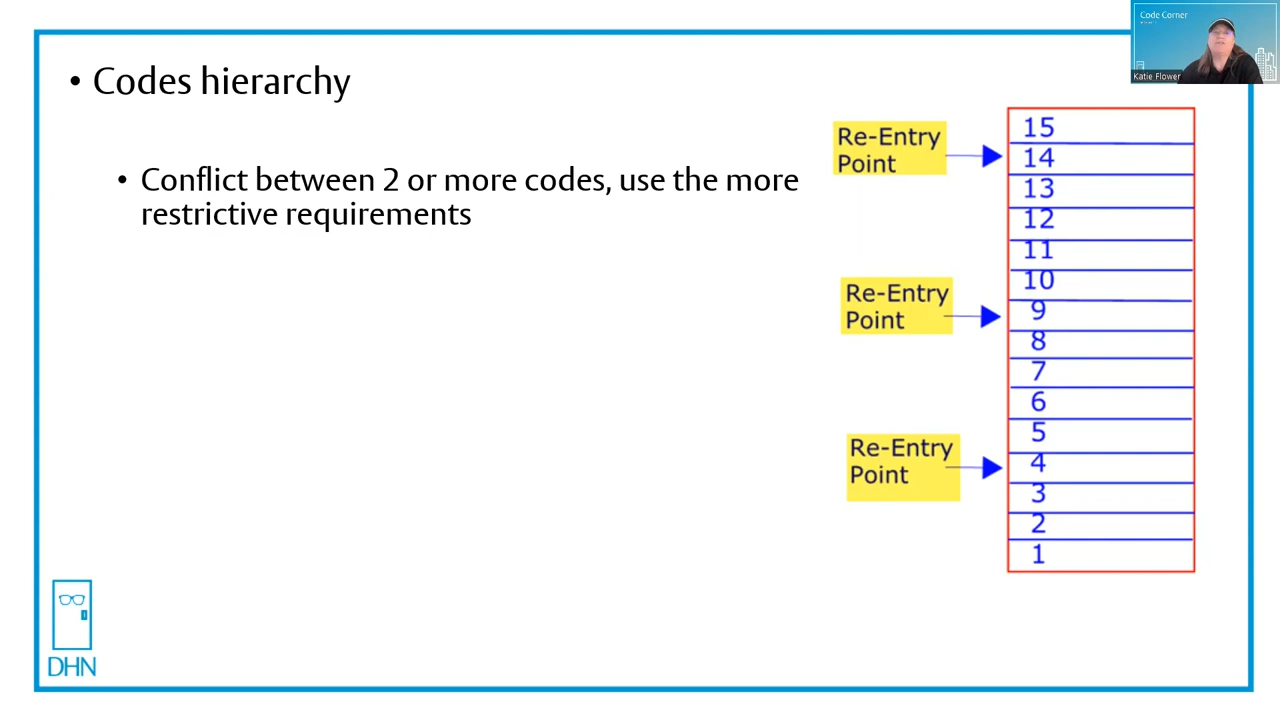 Code Corner
Katie Flower
• Codes hierarchy
• Conflict between 2 or more codes, use the more
restrictive requirements
Re-Entry
Point
Re-Entry
Point
Re-Entry
Point
15
14
13
12
11
10
9
8
7
6
5
4
3
2
1
DHN